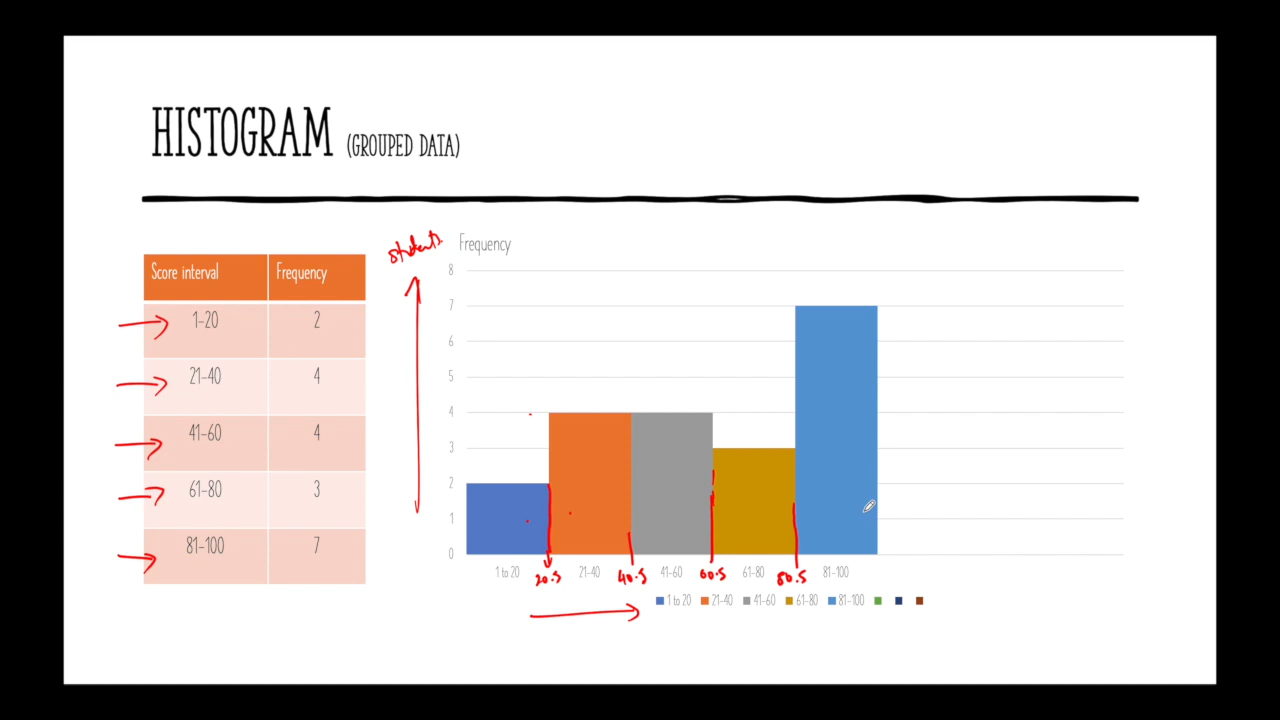 HISTOGRAM (GROUPED DATA)
Score interval Frequency
1-20 2
21-40 4
41-60 4
61-80 3
81-100 7
students
Frequency
8
7
6
5
4
3
2
1
0
1 to 20 21-40 41-60 61-80 81-100
20.5 40.5 60.5 80.5
1 to 20 21-40 41-60 61-80 81-100